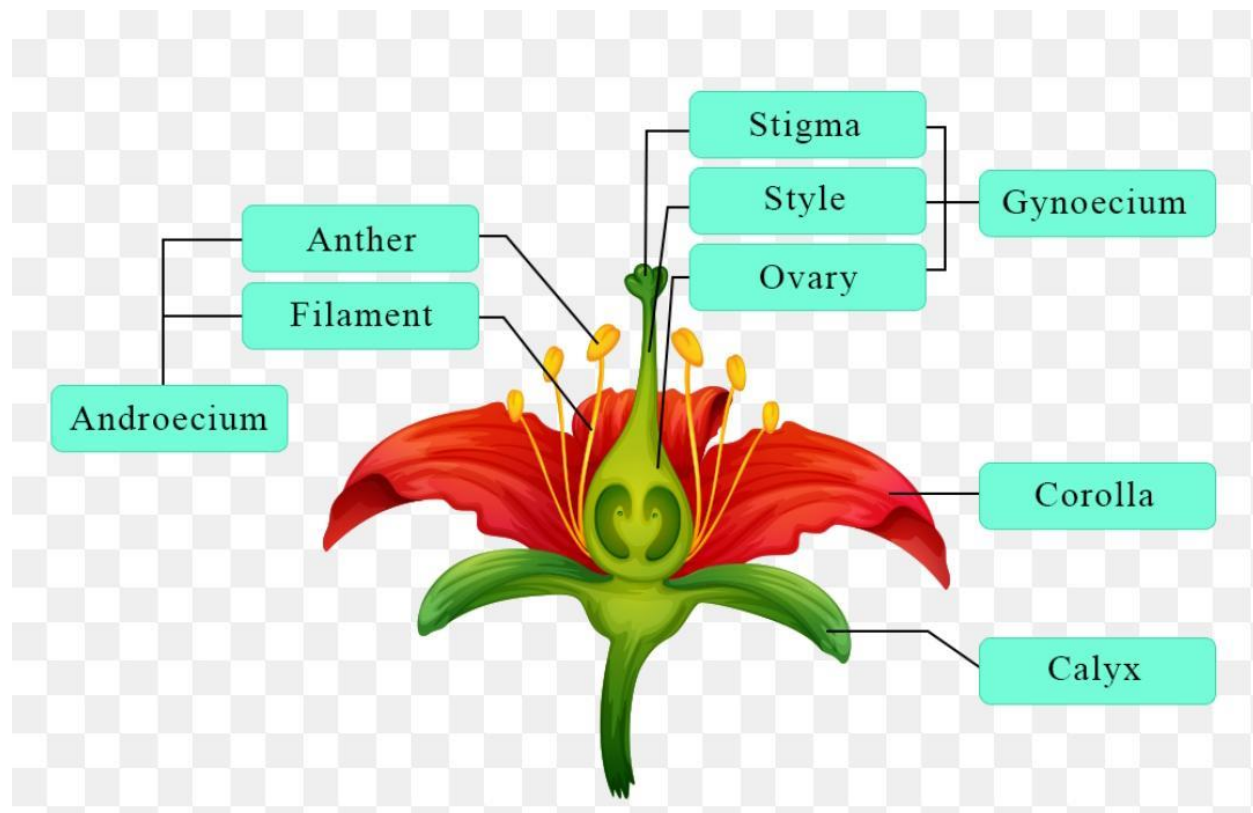 Stigma
Style
Gynoecium
Anther
Ovary
Filament
Androecium
Corolla
Calyx